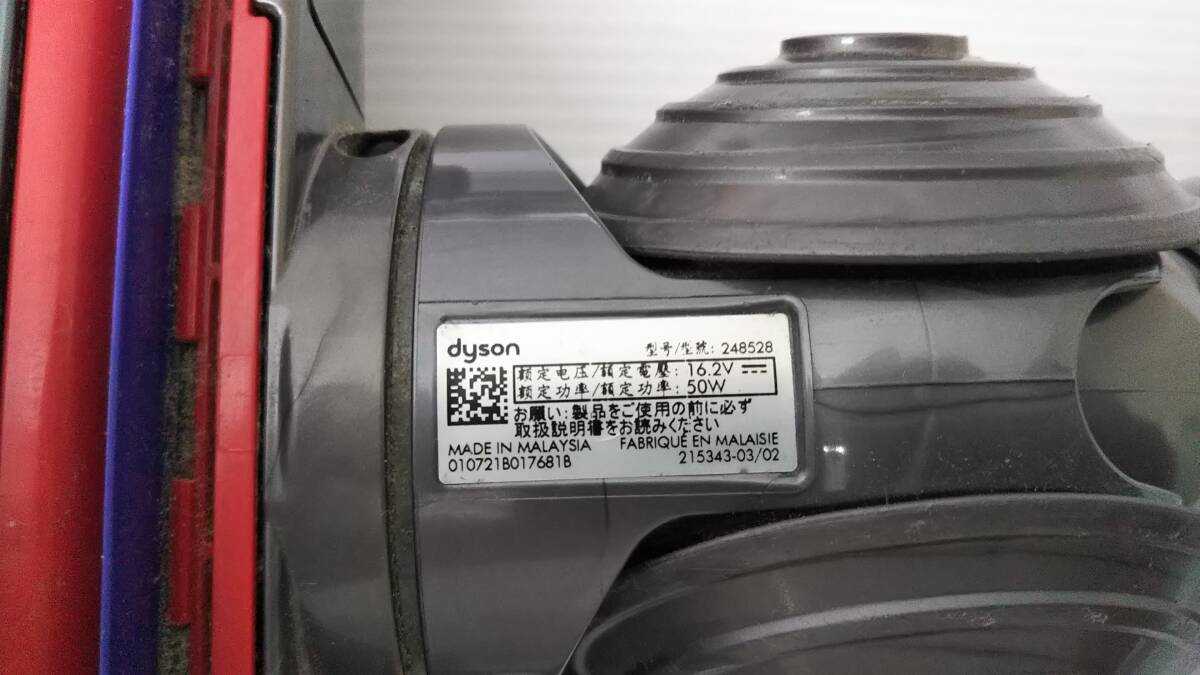 dyson
型号/型號: 248528
额定电压/額定電壓: 16.2V ⎓
额定功率/額定功率: 50W
お願い:製品をご使用の前に必ず
取扱説明書をお読みください
MADE IN MALAYSIA FABRIQUÉ EN MALAISIE
010721B017681B 215343-03/02